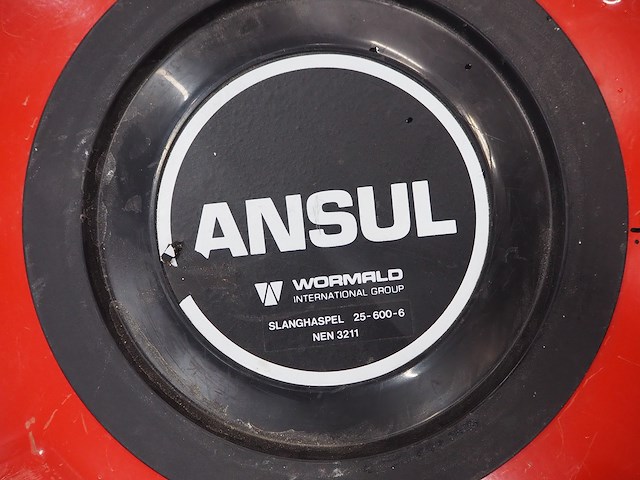 ANSUL
WORMALD
INTERNATIONAL GROUP
SLANGHASPEL 25-600-6
NEN 3211